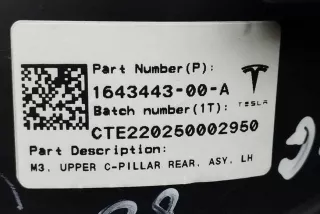 Part Number(P):
1643443-00-A
Batch number(1T):
TESLA
CTE220250002950
Part Description:
M3, UPPER C-PILLAR REAR, ASY, LH